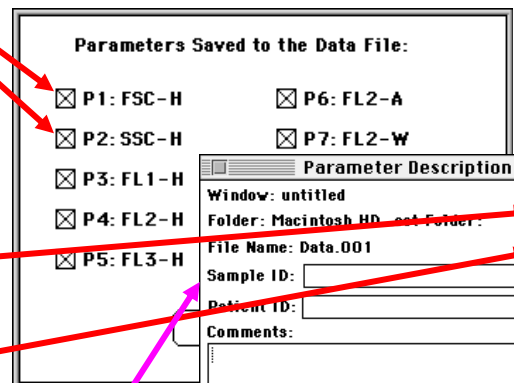 Parameters Saved to the Data File:
P1: FSC-H
P6: FL2-A
P2: SSC-H
P7: FL2-W
P3: FL1-H
P4: FL2-H
P5: FL3-H
Parameter Description
Window: untitled
Folder: Macintosh HD Folder:
File Name: Data.001
Sample ID:
Patient ID:
Comments: